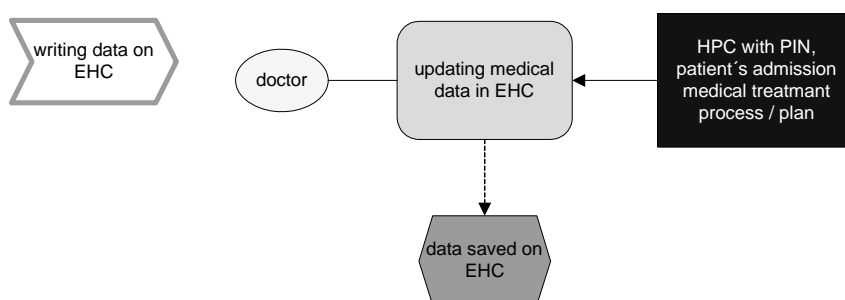 writing data on
EHC
doctor
updating medical
data in EHC
HPC with PIN,
patient´s admission
medical treatmant
process / plan
data saved on
EHC